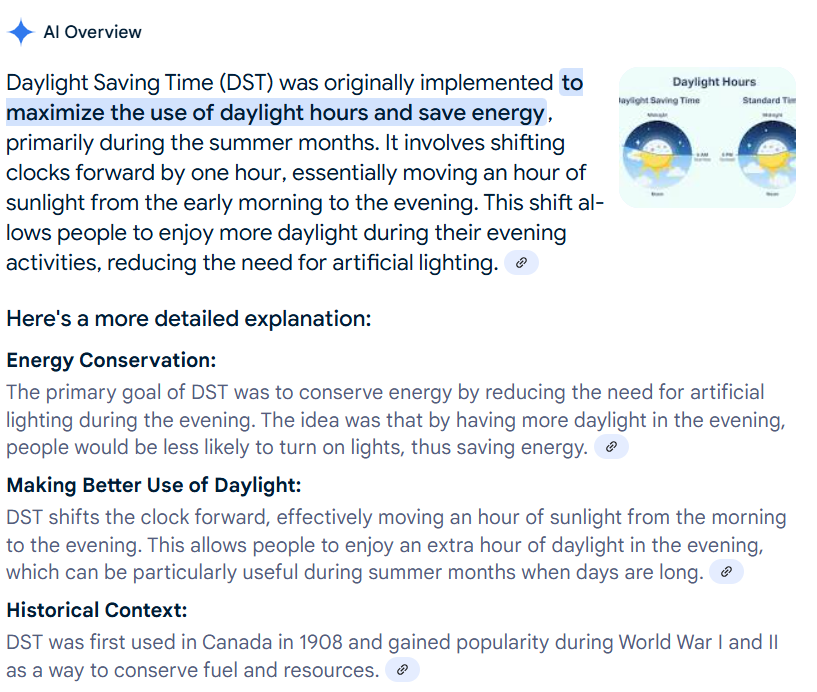 AI Overview
Daylight Saving Time (DST) was originally implemented to
maximize the use of daylight hours and save energy,
primarily during the summer months. It involves shifting
clocks forward by one hour, essentially moving an hour of
sunlight from the early morning to the evening. This shift al-
lows people to enjoy more daylight during their evening
activities, reducing the need for artificial lighting.
Daylight Hours
aylight Saving Time Standard Tim
Midnight Midnight
Noon Noon
Here's a more detailed explanation:
Energy Conservation:
The primary goal of DST was to conserve energy by reducing the need for artificial
lighting during the evening. The idea was that by having more daylight in the evening,
people would be less likely to turn on lights, thus saving energy.
Making Better Use of Daylight:
DST shifts the clock forward, effectively moving an hour of sunlight from the morning
to the evening. This allows people to enjoy an extra hour of daylight in the evening,
which can be particularly useful during summer months when days are long.
Historical Context:
DST was first used in Canada in 1908 and gained popularity during World War I and II
as a way to conserve fuel and resources.